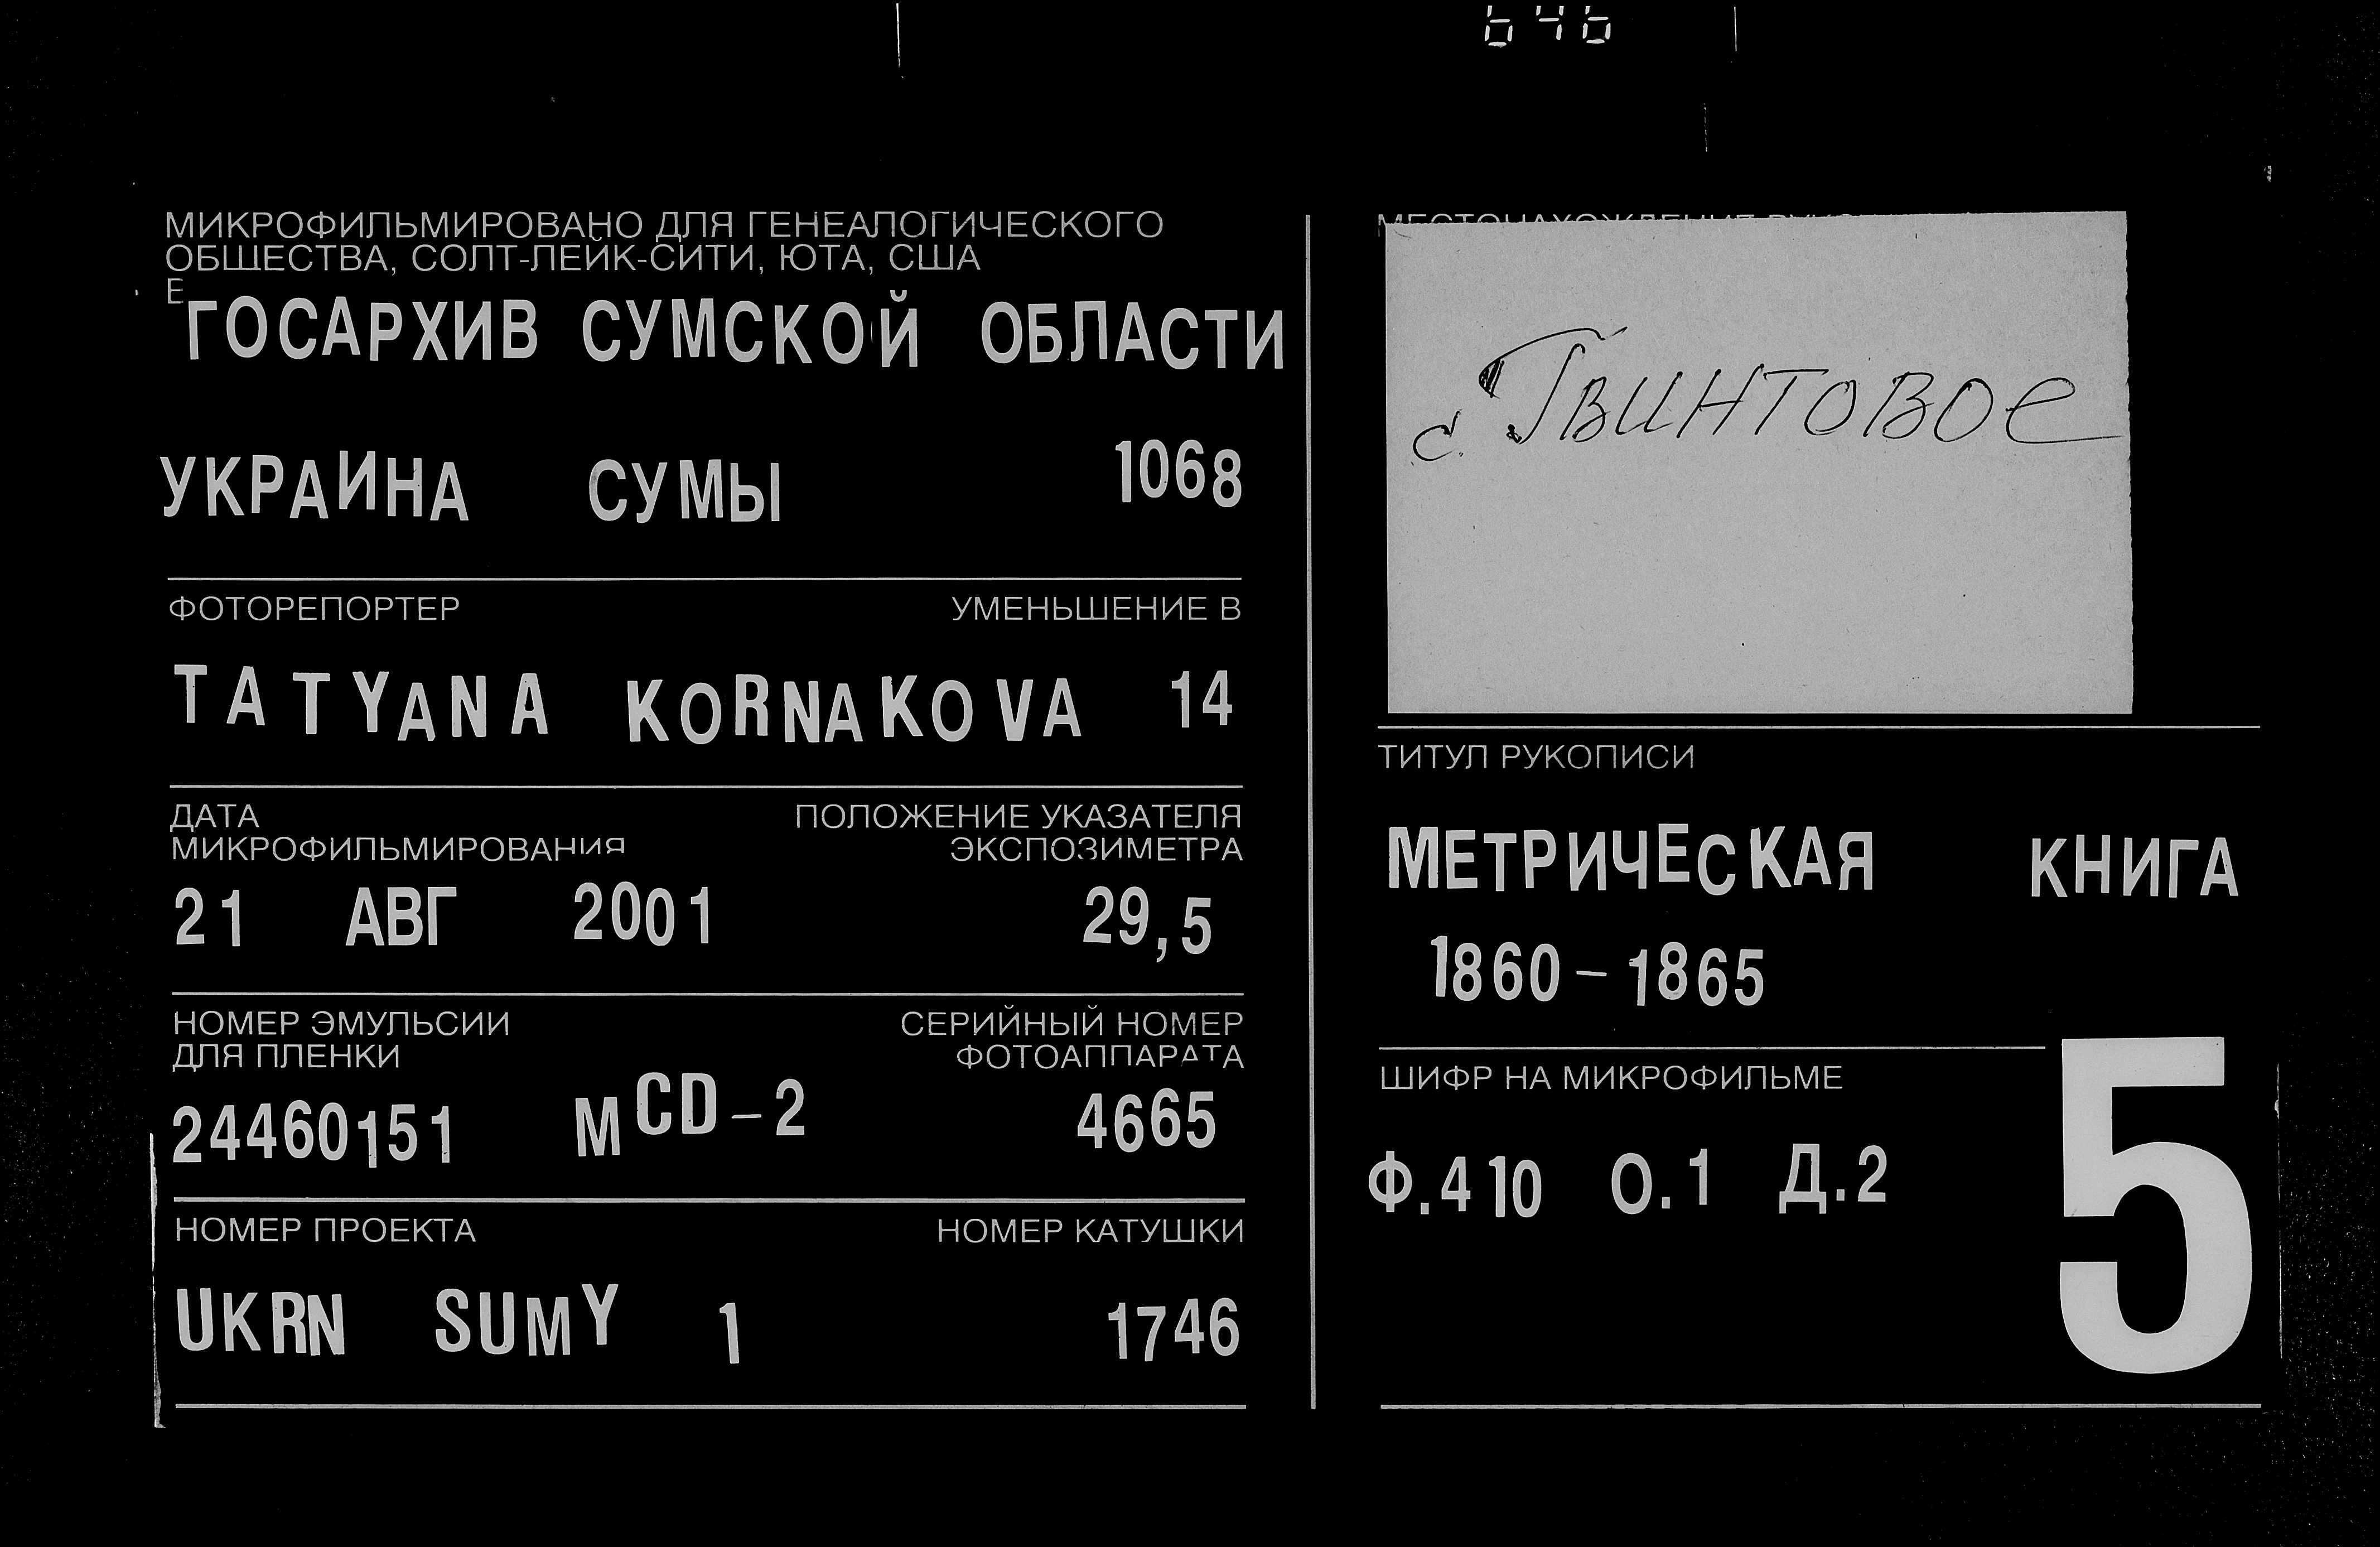 646
МИКРОФИЛЬМИРОВАНО ДЛЯ ГЕНЕАЛОГИЧЕСКОГО
ОБЩЕСТВА, СОЛТ-ЛЕЙК-СИТИ, ЮТА, США
Е
ГОСАРХИВ СУМСКОЙ ОБЛАСТИ
УКРАИНА СУМЫ 1068
ФОТОРЕПОРТЕР УМЕНЬШЕНИЕ В
TATYANA KORNAKOVA 14
ДАТА ПОЛОЖЕНИЕ УКАЗАТЕЛЯ
МИКРОФИЛЬМИРОВАНИЯ ЭКСПОЗИМЕТРА
21 АВГ 2001 29,5
НОМЕР ЭМУЛЬСИИ СЕРИЙНЫЙ НОМЕР
ДЛЯ ПЛЕНКИ ФОТОАППАРАТА
24460151 MCD-2 4665
НОМЕР ПРОЕКТА НОМЕР КАТУШКИ
UKRN SUMY 1 1746
с. Гвинтовое
ТИТУЛ РУКОПИСИ
МЕТРИЧЕСКАЯ КНИГА
1860-1865
ШИФР НА МИКРОФИЛЬМЕ
Ф.410 О.1 Д.2
5